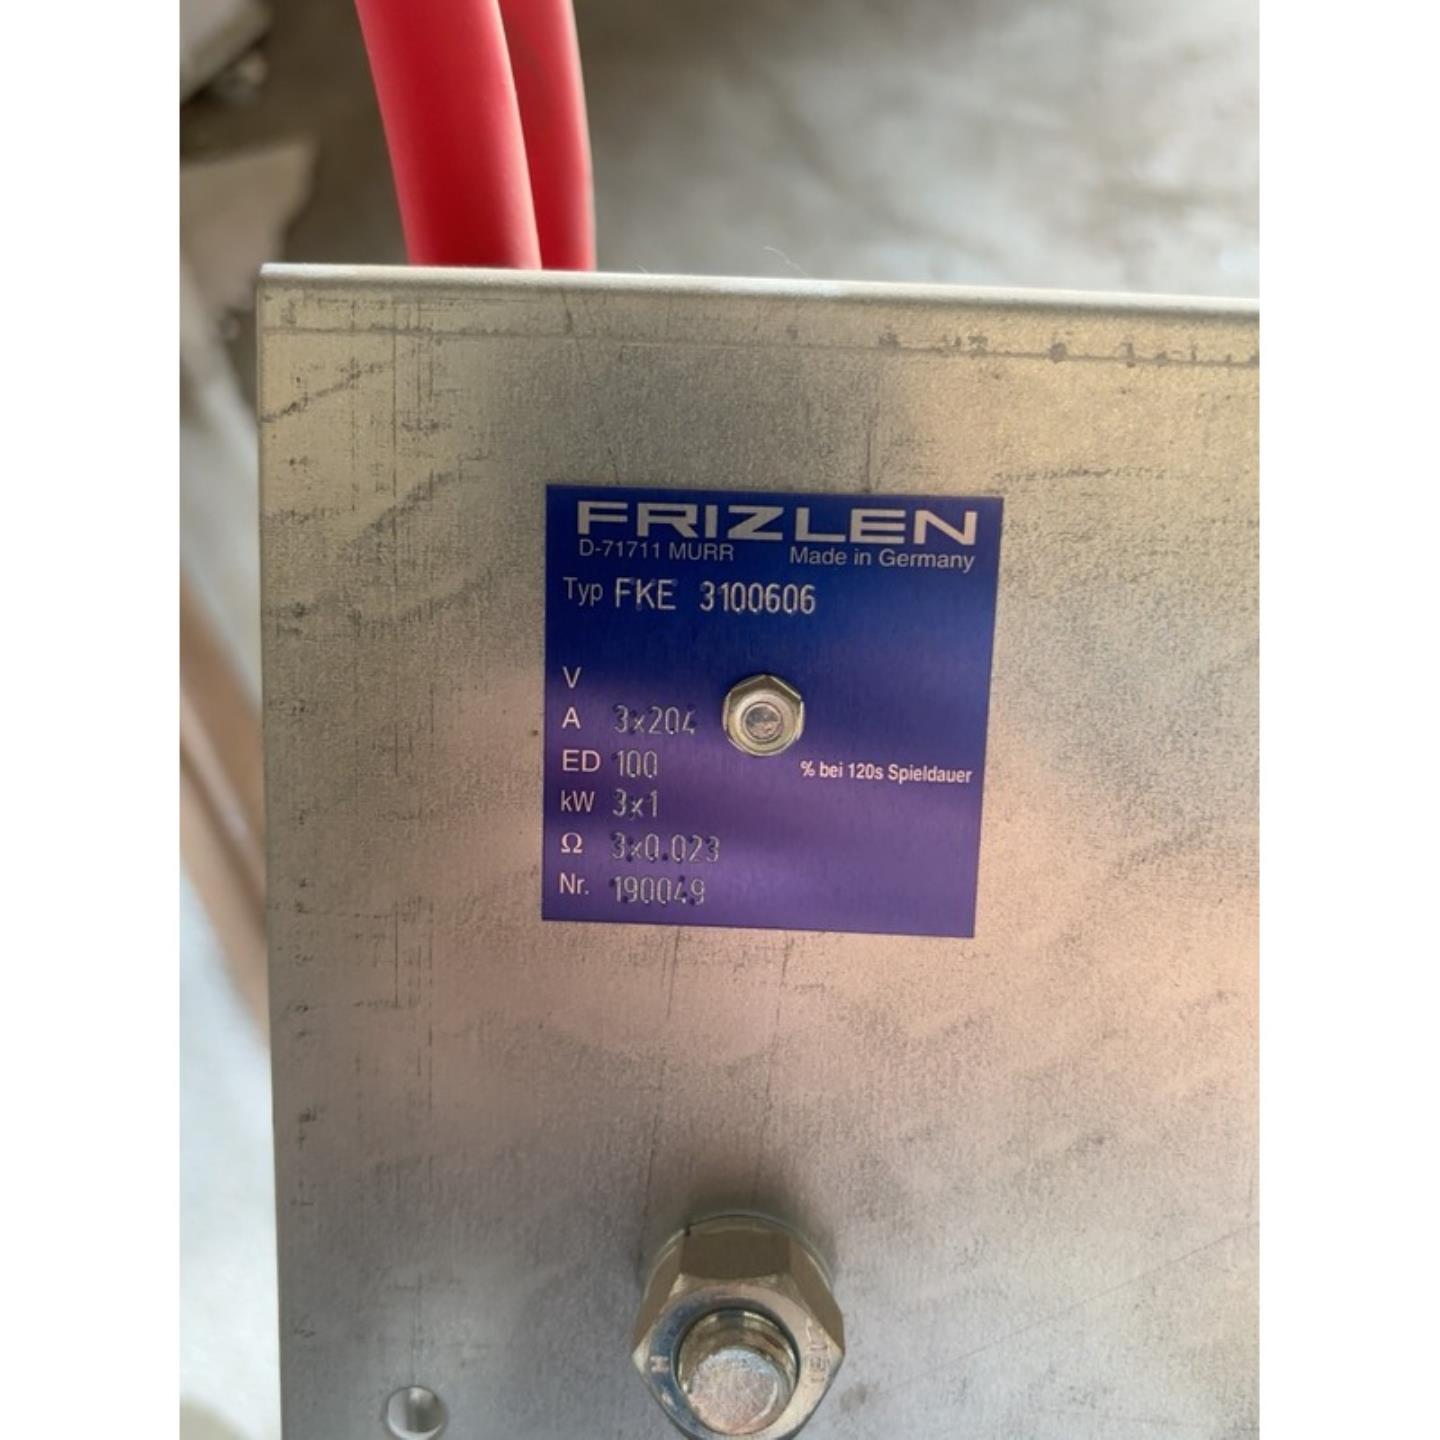 FRIZLEN
D-71711 MURR Made in Germany
Typ FKE 3100606
V
A 3x204
ED 100 % bei 120s Spieldauer
kW 3x1
Ω 3x0.023
Nr. 190049